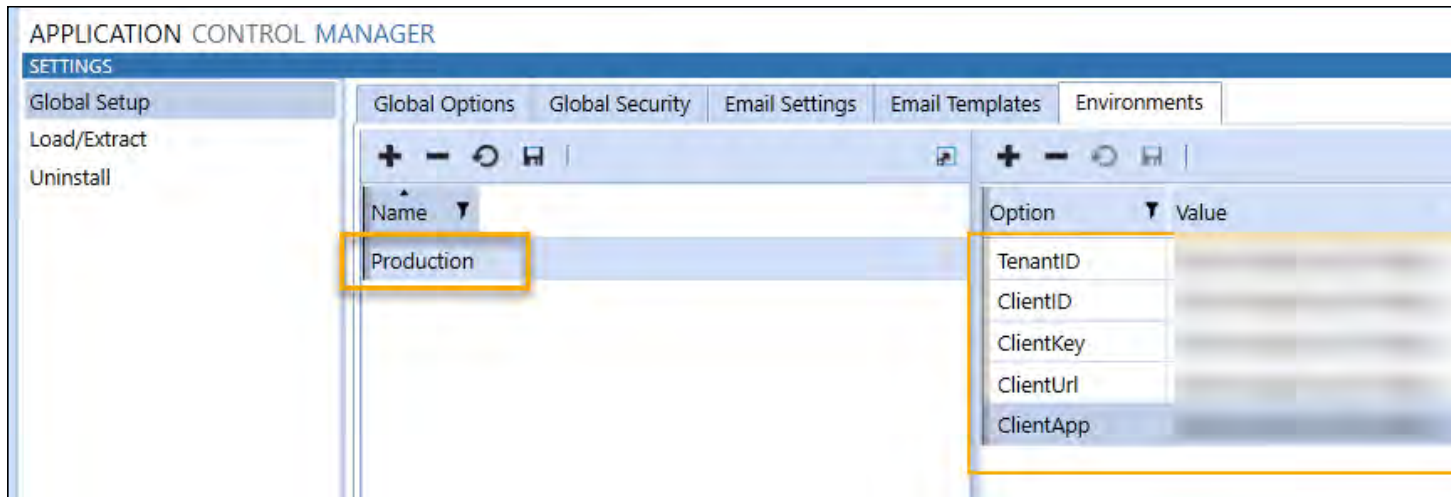 APPLICATION CONTROL MANAGER
SETTINGS
Global Setup
Load/Extract
Uninstall
Global Options Global Security Email Settings Email Templates Environments
Name
Production
Option Value
TenantID
ClientID
ClientKey
ClientUrl
ClientApp